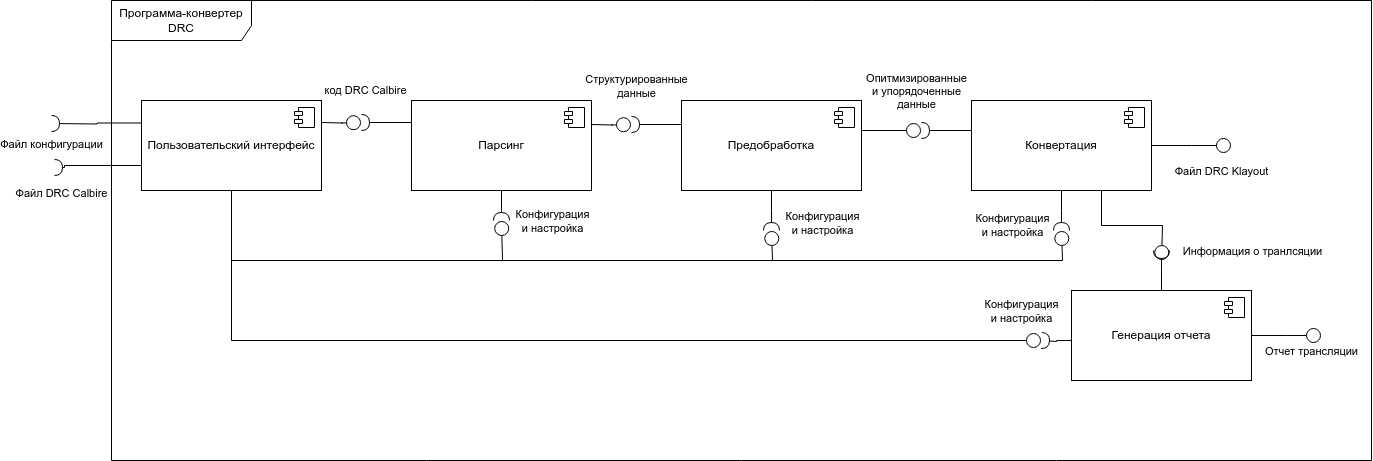 Программа-конвертер
DRC
код DRC Calbire
Структурированные
данные
Опитмизированные
и упорядоченные
данные
Файл конфигурации
Файл DRC Calbire
Пользовательский интерфейс
Парсинг
Предобработка
Конвертация
Файл DRC Klayout
Конфигурация
и настройка
Конфигурация
и настройка
Конфигурация
и настройка
Информация о транлсяции
Конфигурация
и настройка
Генерация отчета
Отчет трансляции